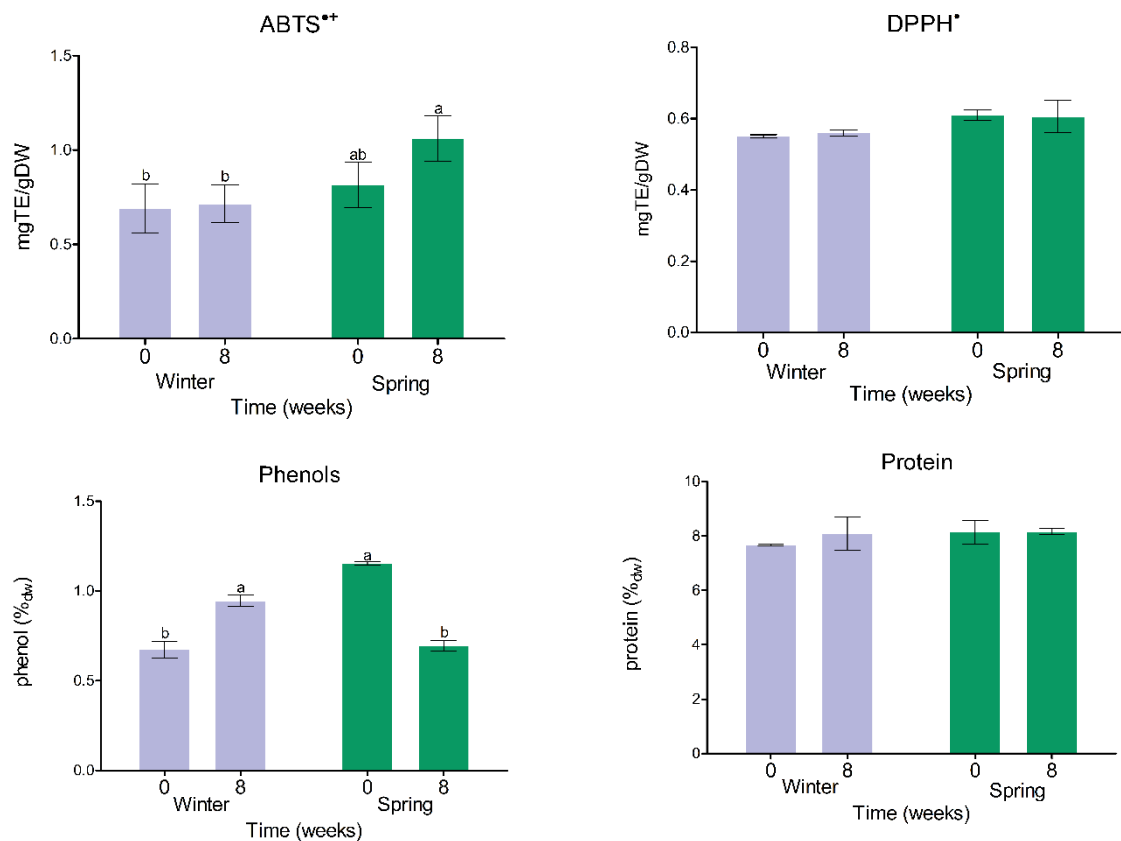 ABTS•+
1.5
1.0
0.5
0.0
mgTE/gDW
b
b
ab
a
0 8 0 8
Winter Spring
Time (weeks)
DPPH•
0.8
0.6
0.4
0.2
0.0
mgTE/gDW
0 8 0 8
Winter Spring
Time (weeks)
Phenols
1.5
1.0
0.5
0.0
phenol (%dw)
b
a
a
b
0 8 0 8
Winter Spring
Time (weeks)
Protein
10
8
6
4
2
0
protein (%dw)
0 8 0 8
Winter Spring
Time (weeks)